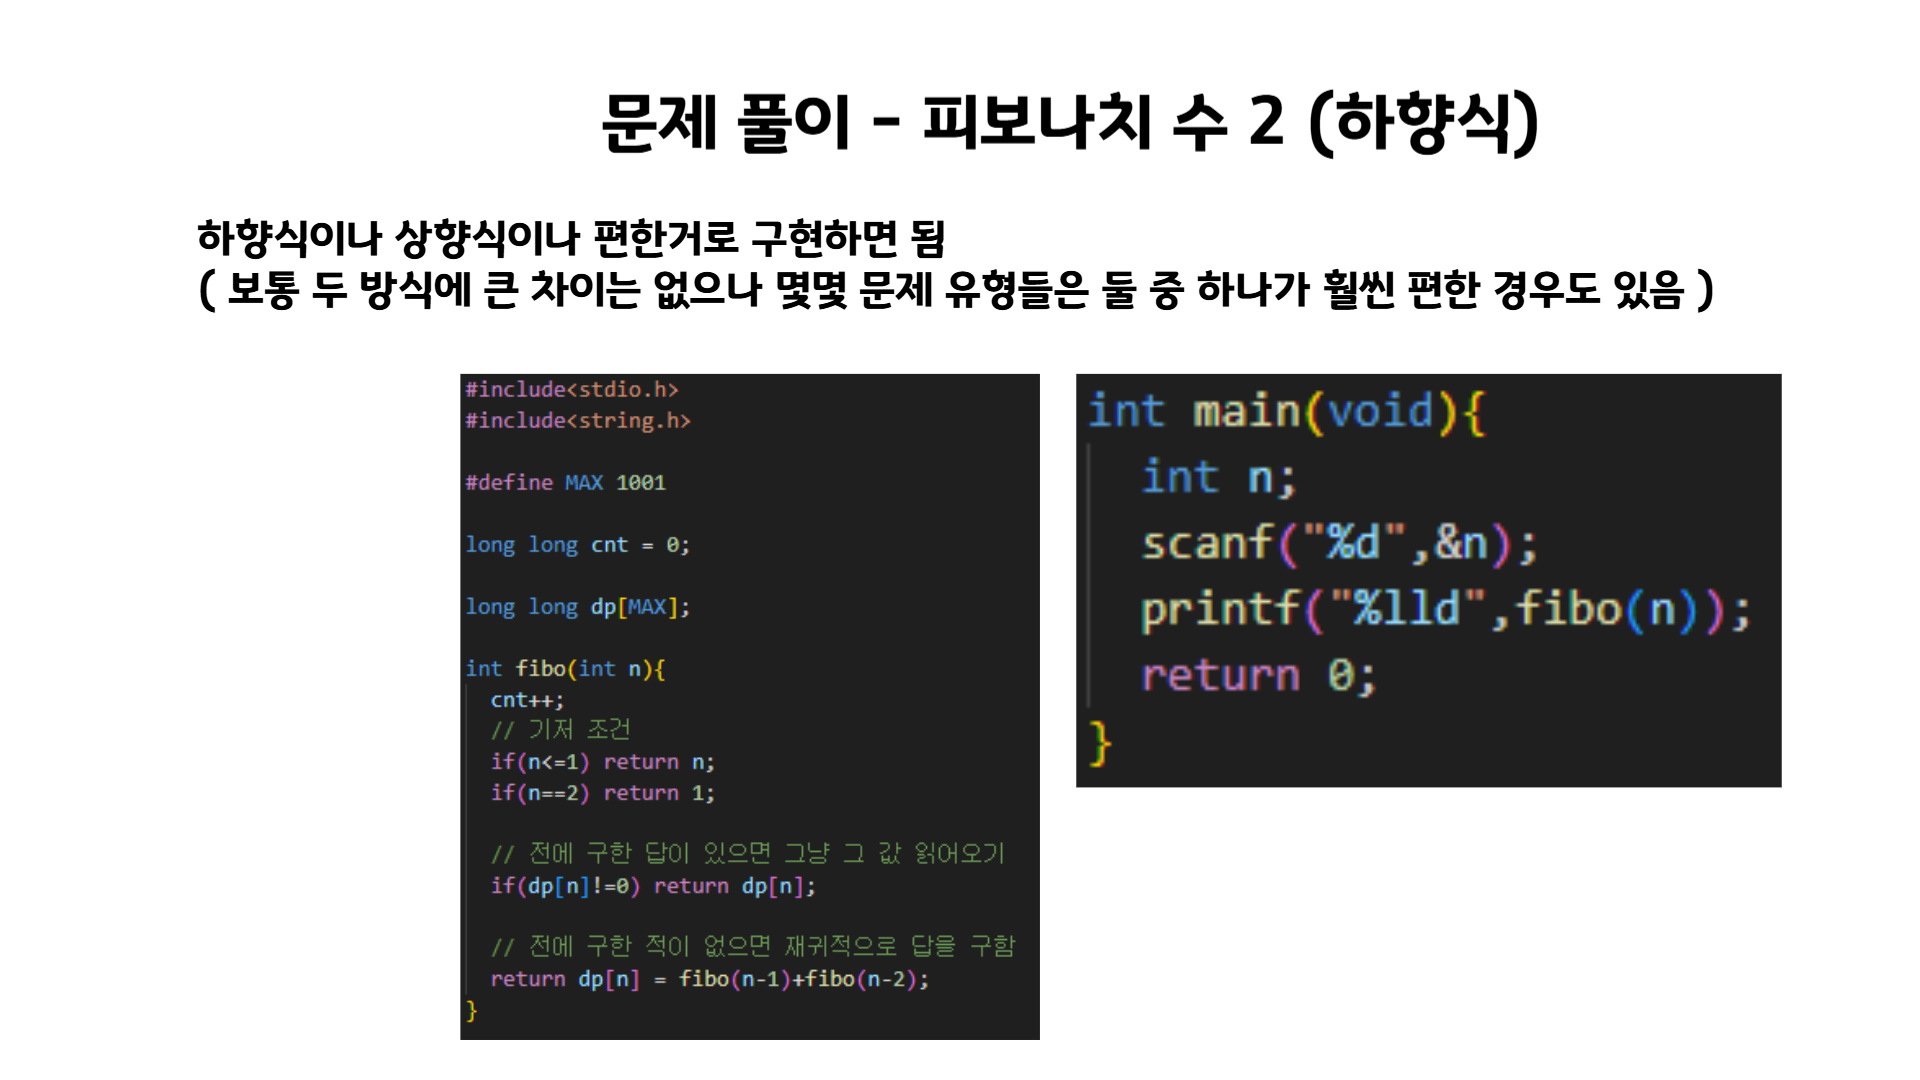 문제 풀이 - 피보나치 수 2 (하향식)
하향식이나 상향식이나 편한거로 구현하면 됨
( 보통 두 방식에 큰 차이는 없으나 몇몇 문제 유형들은 둘 중 하나가 훨씬 편한 경우도 있음 )
#include<stdio.h>
#include<string.h>
#define MAX 1001
long long cnt = 0;
long long dp[MAX];
int fibo(int n){
cnt++;
// 기저 조건
if(n<=1) return n;
if(n==2) return 1;
// 전에 구한 답이 있으면 그냥 그 값 읽어오기
if(dp[n]!=0) return dp[n];
// 전에 구한 적이 없으면 재귀적으로 답을 구함
return dp[n] = fibo(n-1)+fibo(n-2);
}
int main(void){
int n;
scanf("%d",&n);
printf("%lld",fibo(n));
return 0;
}